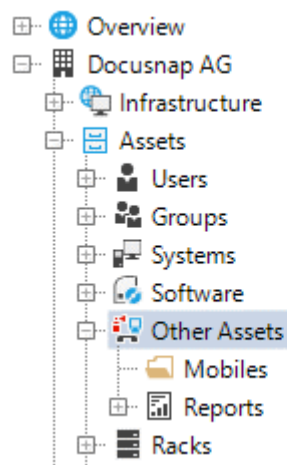 Overview
Docusnap AG
Infrastructure
Assets
Users
Groups
Systems
Software
Other Assets
Mobiles
Reports
Racks